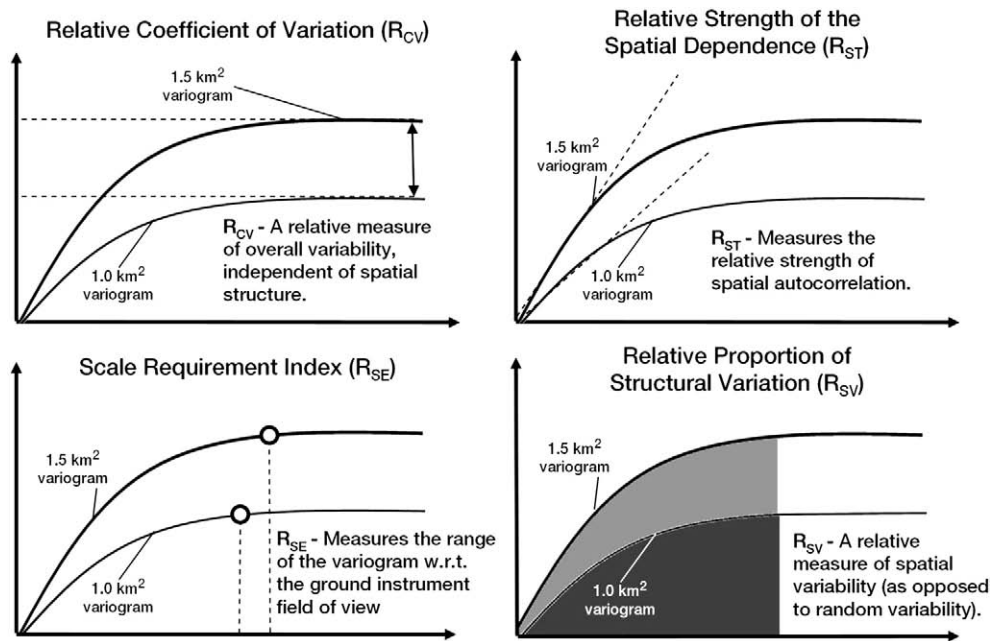 Relative Coefficient of Variation (R_CV)
1.5 km²
variogram
R_CV - A relative measure
of overall variability,
independent of spatial
structure.
1.0 km²
variogram
Relative Strength of the
Spatial Dependence (R_ST)
1.5 km²
variogram
R_ST - Measures the
relative strength of
spatial autocorrelation.
1.0 km²
variogram
Scale Requirement Index (R_SE)
1.5 km²
variogram
R_SE - Measures the range
of the variogram w.r.t.
the ground instrument
field of view
1.0 km²
variogram
Relative Proportion of
Structural Variation (R_SV)
1.5 km²
variogram
R_SV - A relative
measure of spatial
variability (as opposed
to random variability).
1.0 km²
variogram